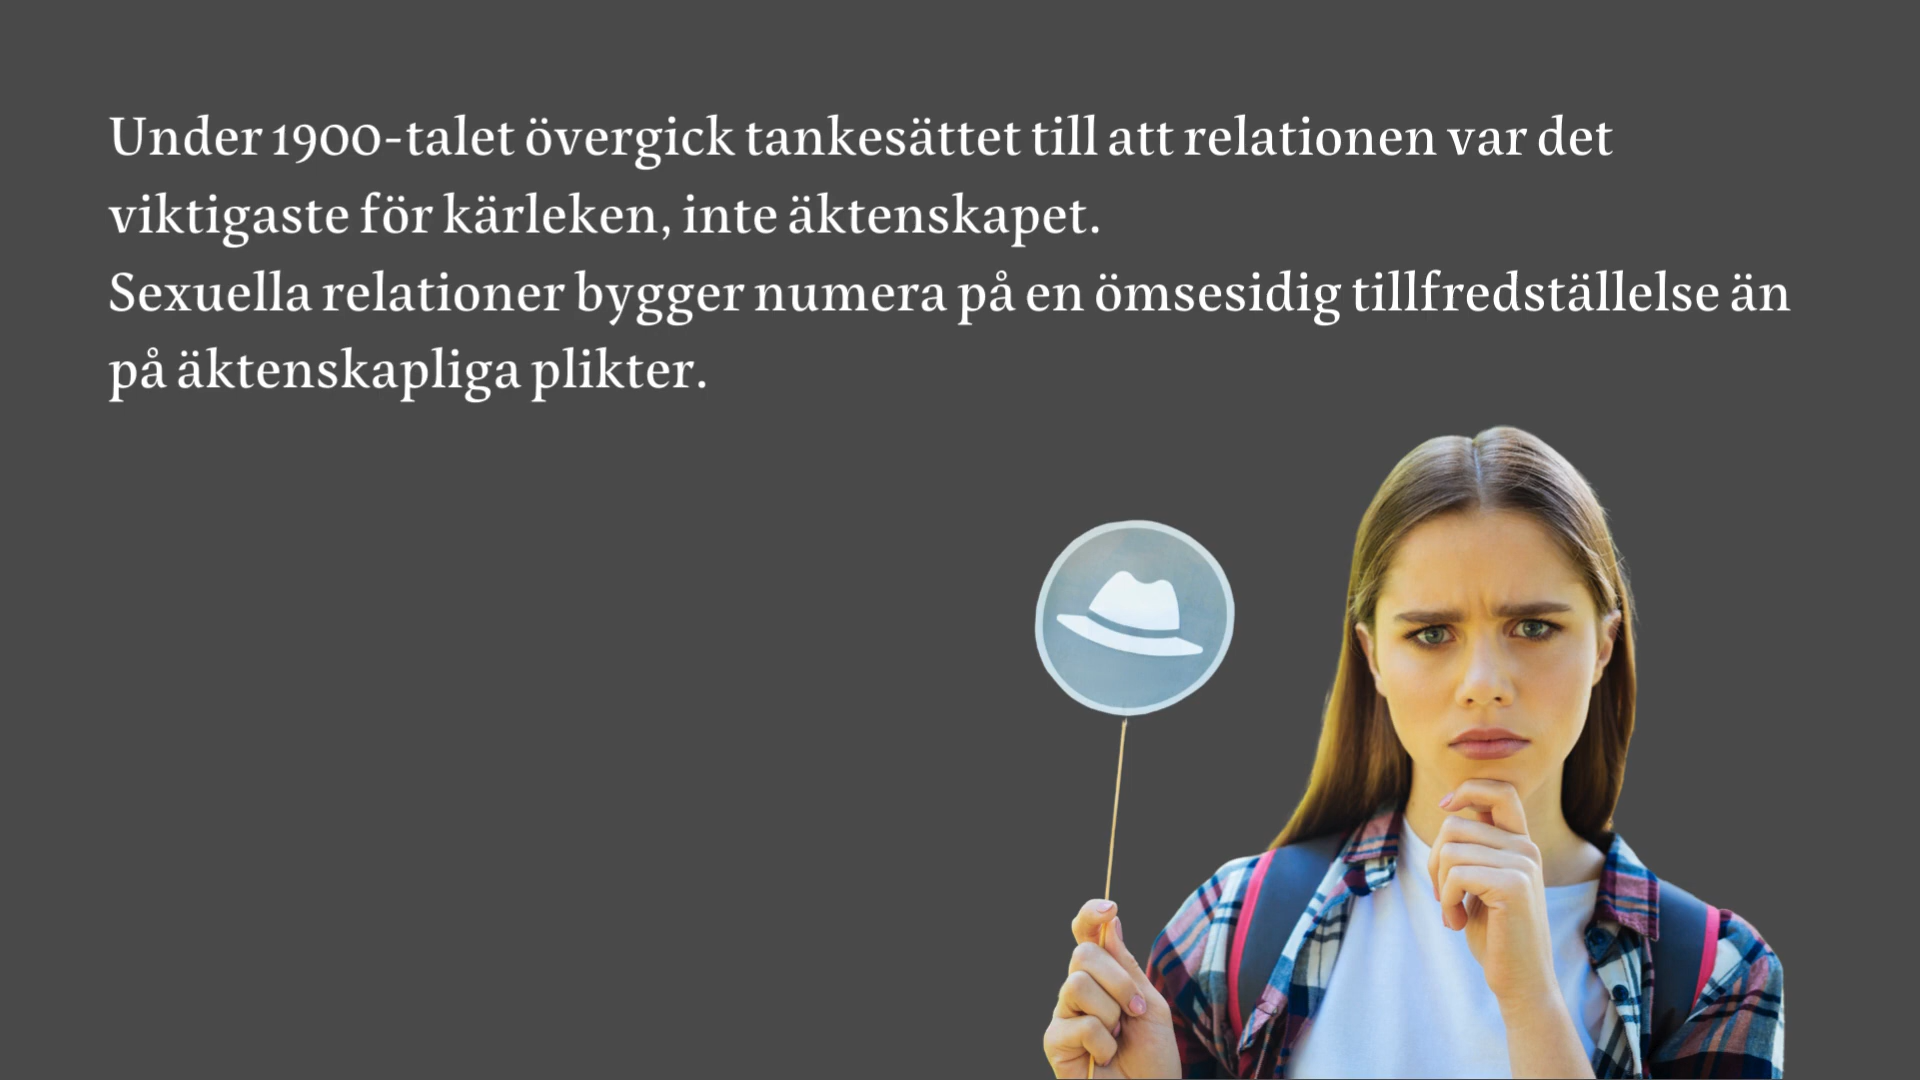 Under 1900-talet övergick tankesättet till att relationen var det
viktigaste för kärleken, inte äktenskapet.
Sexuella relationer bygger numera på en ömsesidig tillfredställelse än
på äktenskapliga plikter.